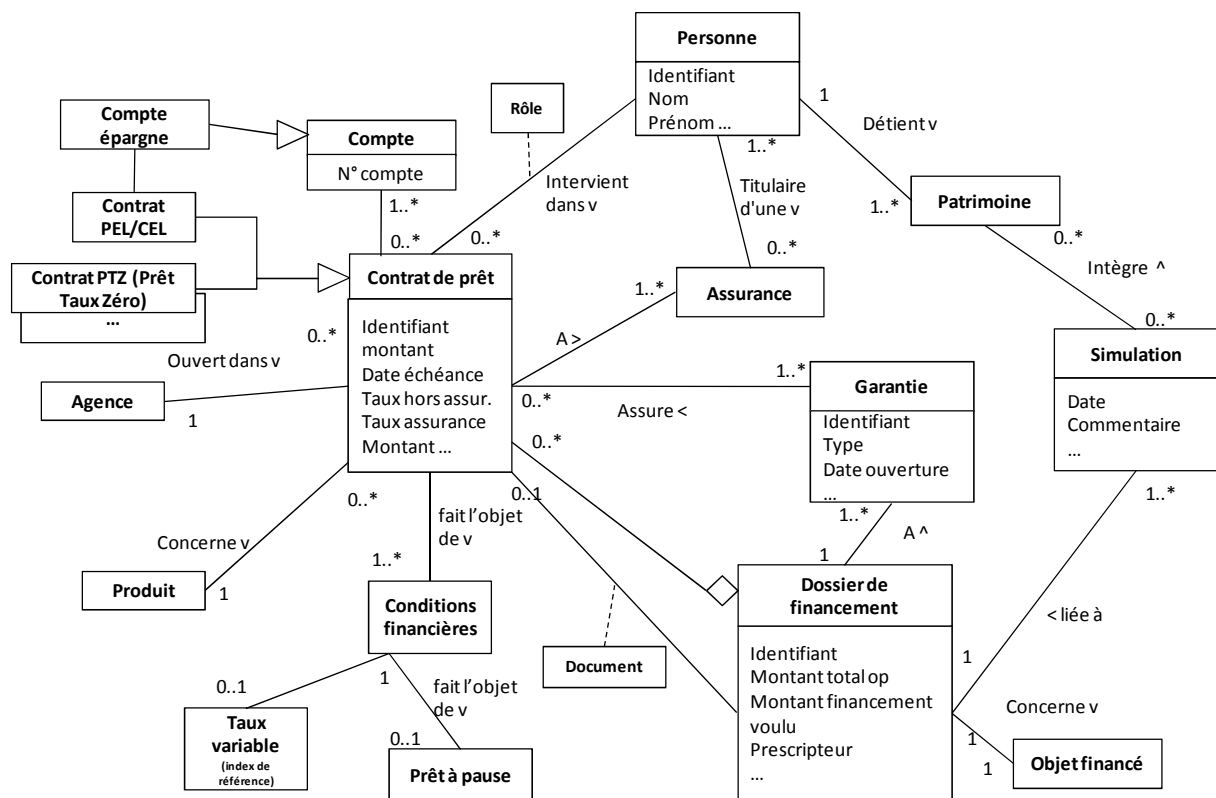 Personne
Identifiant
Nom
Prénom ...
Rôle
1
Détient v
1..*
Compte
épargne
Compte
N° compte
1..*
0..*
Intervient
dans v
0..*
1..*
Titulaire
d'une v
0..*
Patrimoine
0..*
Intègre ^
0..*
Contrat
PEL/CEL
Contrat PTZ (Prêt
Taux Zéro)
...
Contrat de prêt
Identifiant
montant
Date échéance
Taux hors assur.
Taux assurance
Montant ...
1..*
Assurance
A >
0..*
Ouvert dans v
Agence
1
Simulation
Date
Commentaire
...
1..*
Garantie
Identifiant
Type
Date ouverture
...
0..*
Assure <
0..*
0..1
0..*
Concerne v
Produit
1
fait l'objet
de v
1..*
Conditions
financières
1..*
A ^
1
1..*
< liée à
1
Dossier de
financement
Identifiant
Montant total op
Montant financement
voulu
Prescripteur
...
Document
0..1
1
fait l'objet
de v
0..1
Taux
variable
(index de
référence)
Prêt à pause
Concerne v
1
1
Objet financé